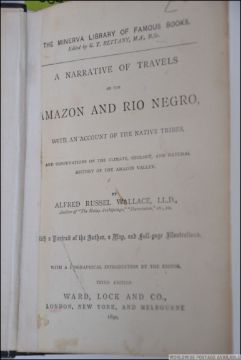 THE MINERVA LIBRARY OF FAMOUS BOOKS.
Edited by G. T. BETTANY, M.A., B.Sc.
A NARRATIVE OF TRAVELS
ON THE
AMAZON AND RIO NEGRO,
WITH AN ACCOUNT OF THE NATIVE TRIBES,
AND OBSERVATIONS ON THE CLIMATE, GEOLOGY, AND NATURAL
HISTORY OF THE AMAZON VALLEY.
BY
ALFRED RUSSEL WALLACE, LL.D.,
Author of "The Malay Archipelago," "Darwinism," etc., etc.
With a Portrait of the Author, a Map, and Full-page Illustrations.
WITH A BIOGRAPHICAL INTRODUCTION BY THE EDITOR.
THIRD EDITION
WARD, LOCK AND CO.,
LONDON, NEW YORK, AND MELBOURNE
1890.
WORLDWIDE POSTAGE AVAILABLE